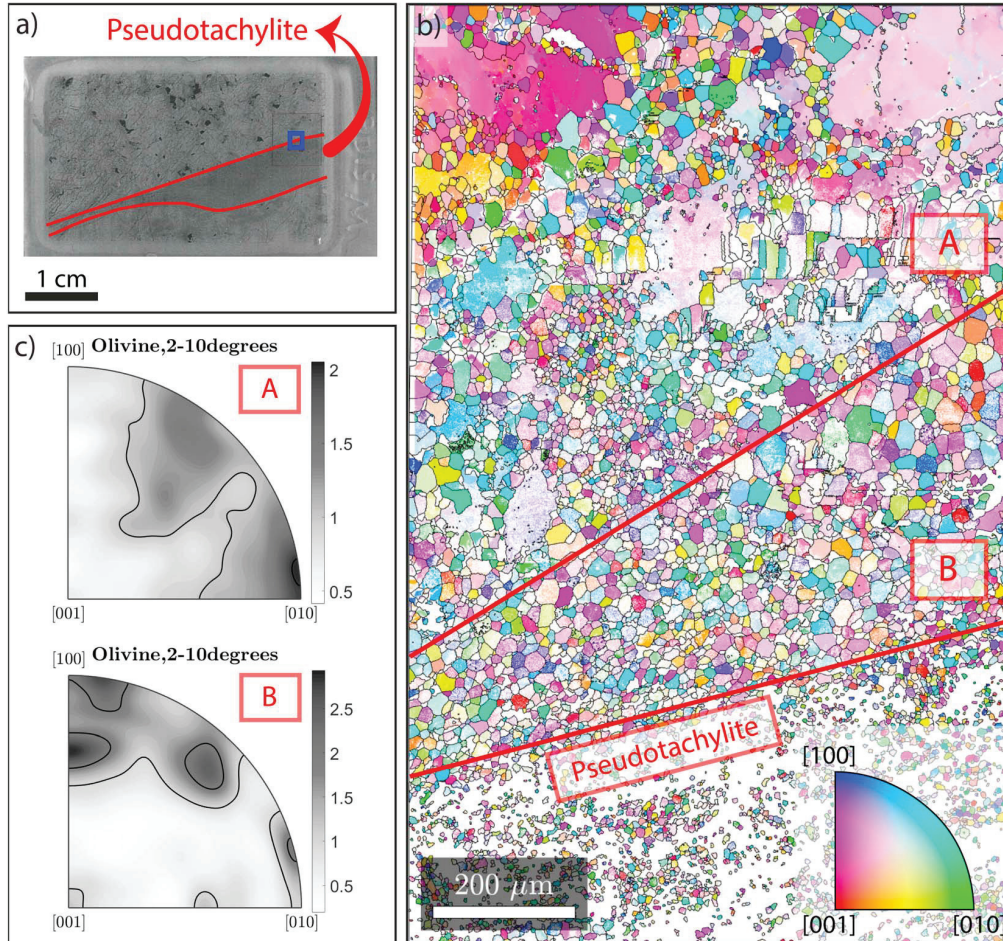 a)
Pseudotachylite
1 cm
b)
A
B
Pseudotachylite
200 μm
[100]
[001]
[010]
c)
[100] Olivine,2-10degrees
A
2
1.5
1
0.5
[001]
[010]
[100] Olivine,2-10degrees
B
2.5
2
1.5
1
0.5
[001]
[010]